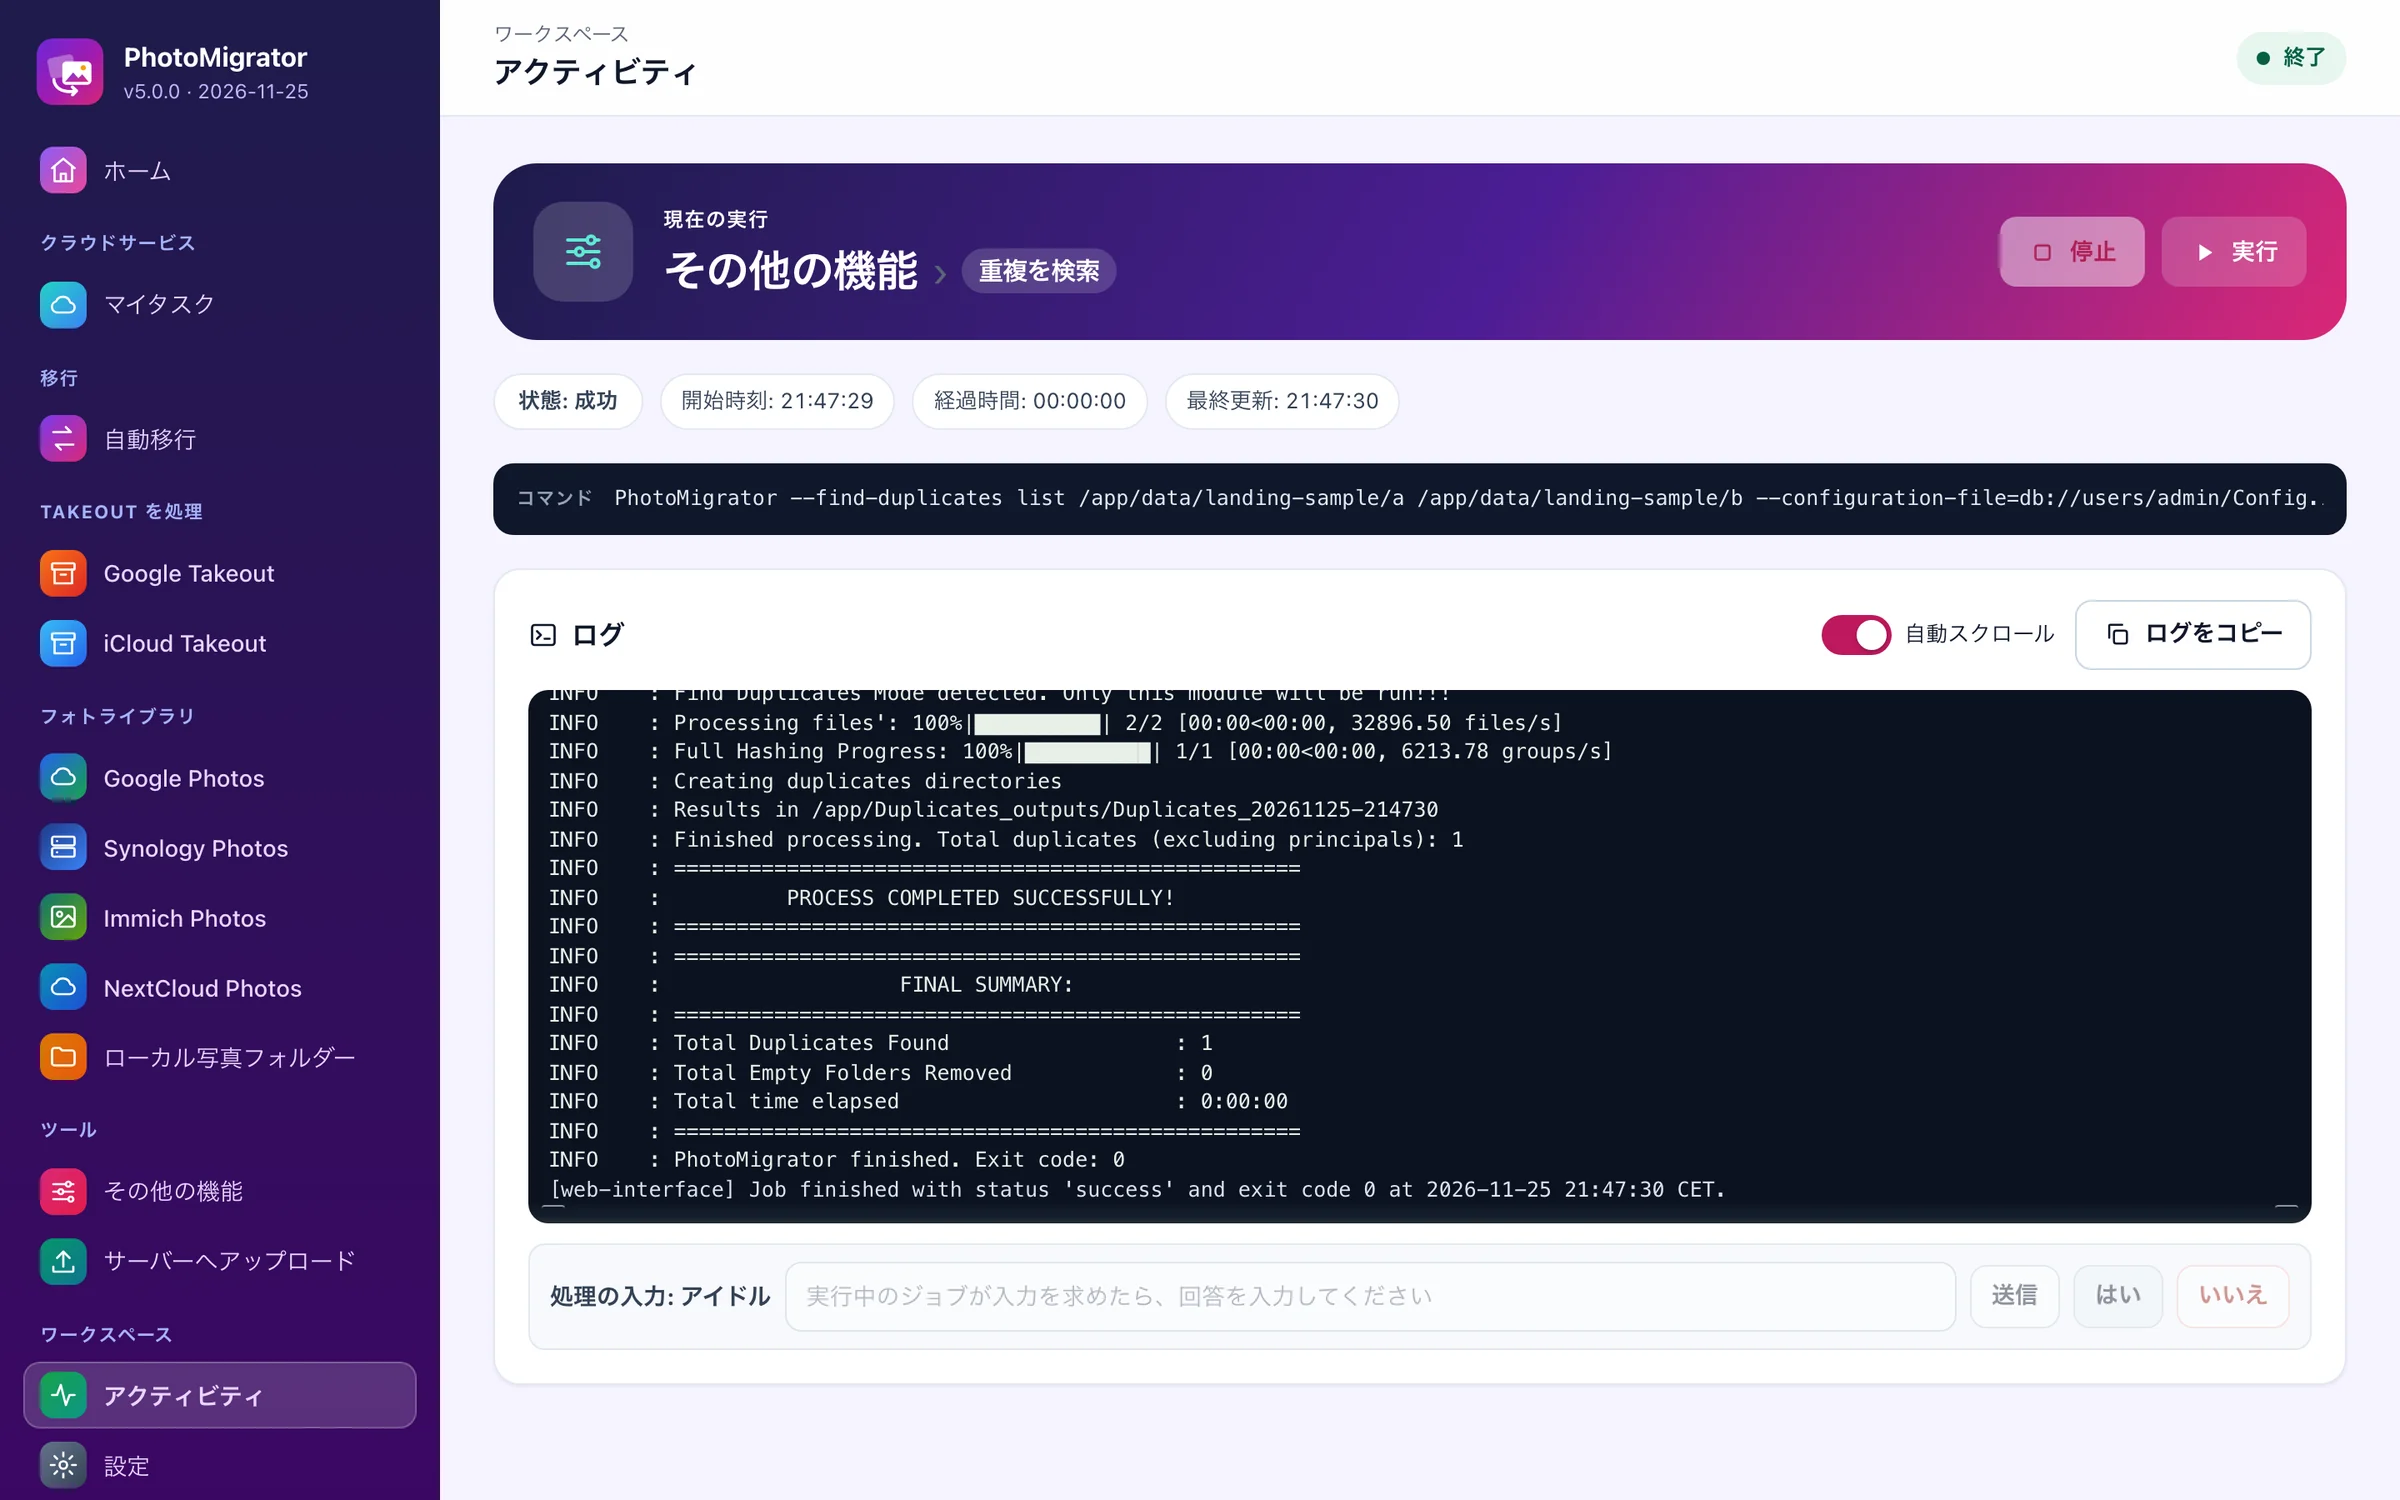 PhotoMigrator
v5.0.0 · 2026-11-25
ホーム
クラウドサービス
マイタスク
移行
自動移行
TAKEOUT を処理
Google Takeout
iCloud Takeout
フォトライブラリ
Google Photos
Synology Photos
Immich Photos
NextCloud Photos
ローカル写真フォルダー
ツール
その他の機能
サーバーへアップロード
ワークスペース
アクティビティ
設定
ワークスペース
アクティビティ
終了
現在の実行
その他の機能 › 重複を検索
停止
実行
状態: 成功
開始時刻: 21:47:29
経過時間: 00:00:00
最終更新: 21:47:30
コマンド PhotoMigrator --find-duplicates list /app/data/landing-sample/a /app/data/landing-sample/b --configuration-file=db://users/admin/Config..
ログ
自動スクロール
ログをコピー
INFO : Find Duplicates Mode detected. Only this module will be run!!!
INFO : Processing files': 100%|██████████| 2/2 [00:00<00:00, 32896.50 files/s]
INFO : Full Hashing Progress: 100%|██████████| 1/1 [00:00<00:00, 6213.78 groups/s]
INFO : Creating duplicates directories
INFO : Results in /app/Duplicates_outputs/Duplicates_20261125-214730
INFO : Finished processing. Total duplicates (excluding principals): 1
INFO : ==================================================
INFO : PROCESS COMPLETED SUCCESSFULLY!
INFO : ==================================================
INFO : ==================================================
INFO : FINAL SUMMARY:
INFO : ==================================================
INFO : Total Duplicates Found : 1
INFO : Total Empty Folders Removed : 0
INFO : Total time elapsed : 0:00:00
INFO : ==================================================
INFO : PhotoMigrator finished. Exit code: 0
[web-interface] Job finished with status 'success' and exit code 0 at 2026-11-25 21:47:30 CET.
処理の入力: アイドル
実行中のジョブが入力を求めたら、回答を入力してください
送信
はい
いいえ